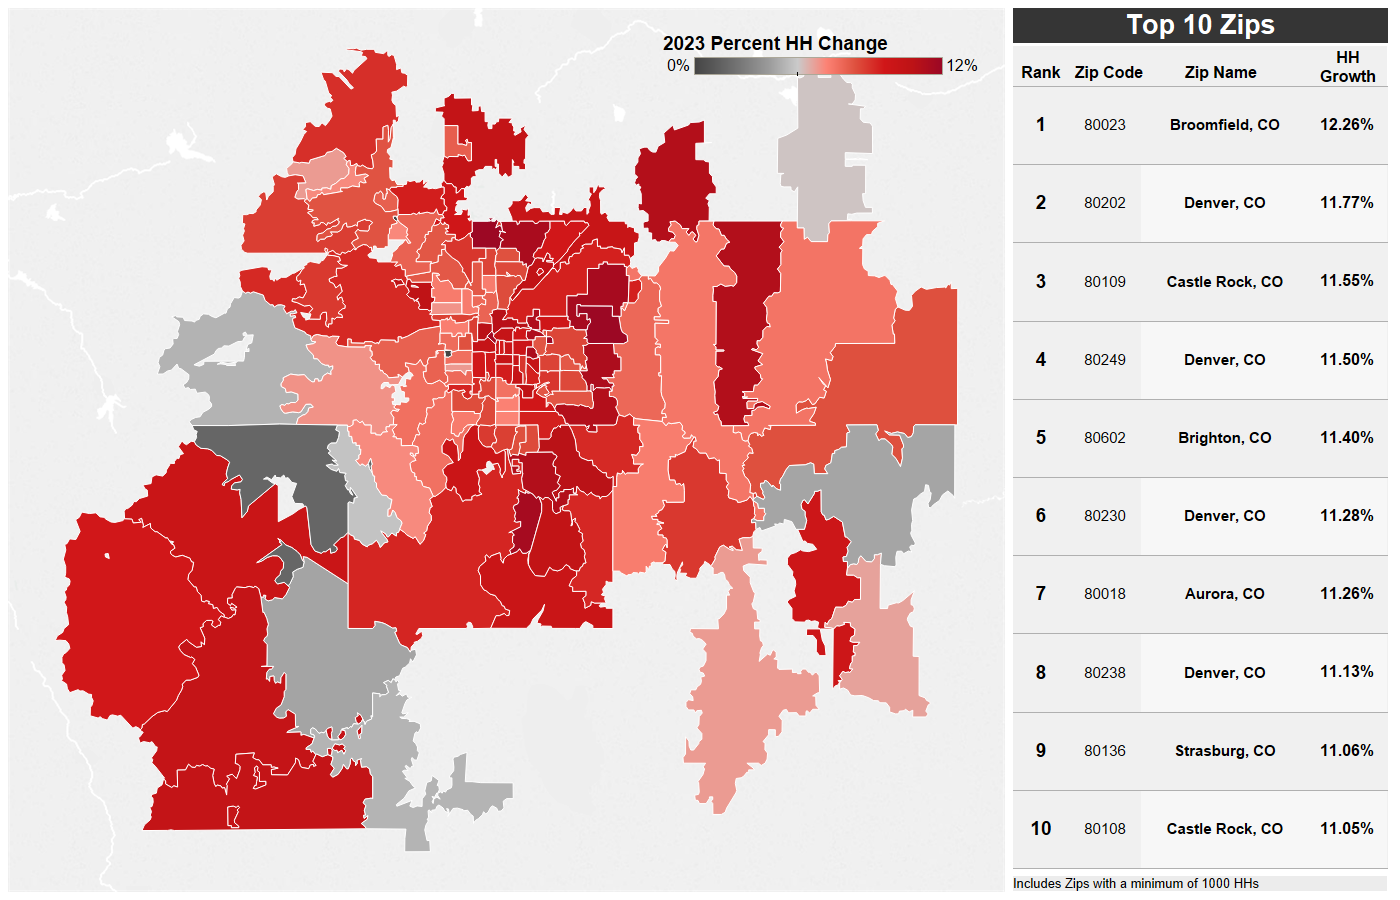 2023 Percent HH Change
0% 12%
Top 10 Zips
Rank Zip Code Zip Name HH Growth
1 80023 Broomfield, CO 12.26%
2 80202 Denver, CO 11.77%
3 80109 Castle Rock, CO 11.55%
4 80249 Denver, CO 11.50%
5 80602 Brighton, CO 11.40%
6 80230 Denver, CO 11.28%
7 80018 Aurora, CO 11.26%
8 80238 Denver, CO 11.13%
9 80136 Strasburg, CO 11.06%
10 80108 Castle Rock, CO 11.05%
Includes Zips with a minimum of 1000 HHs